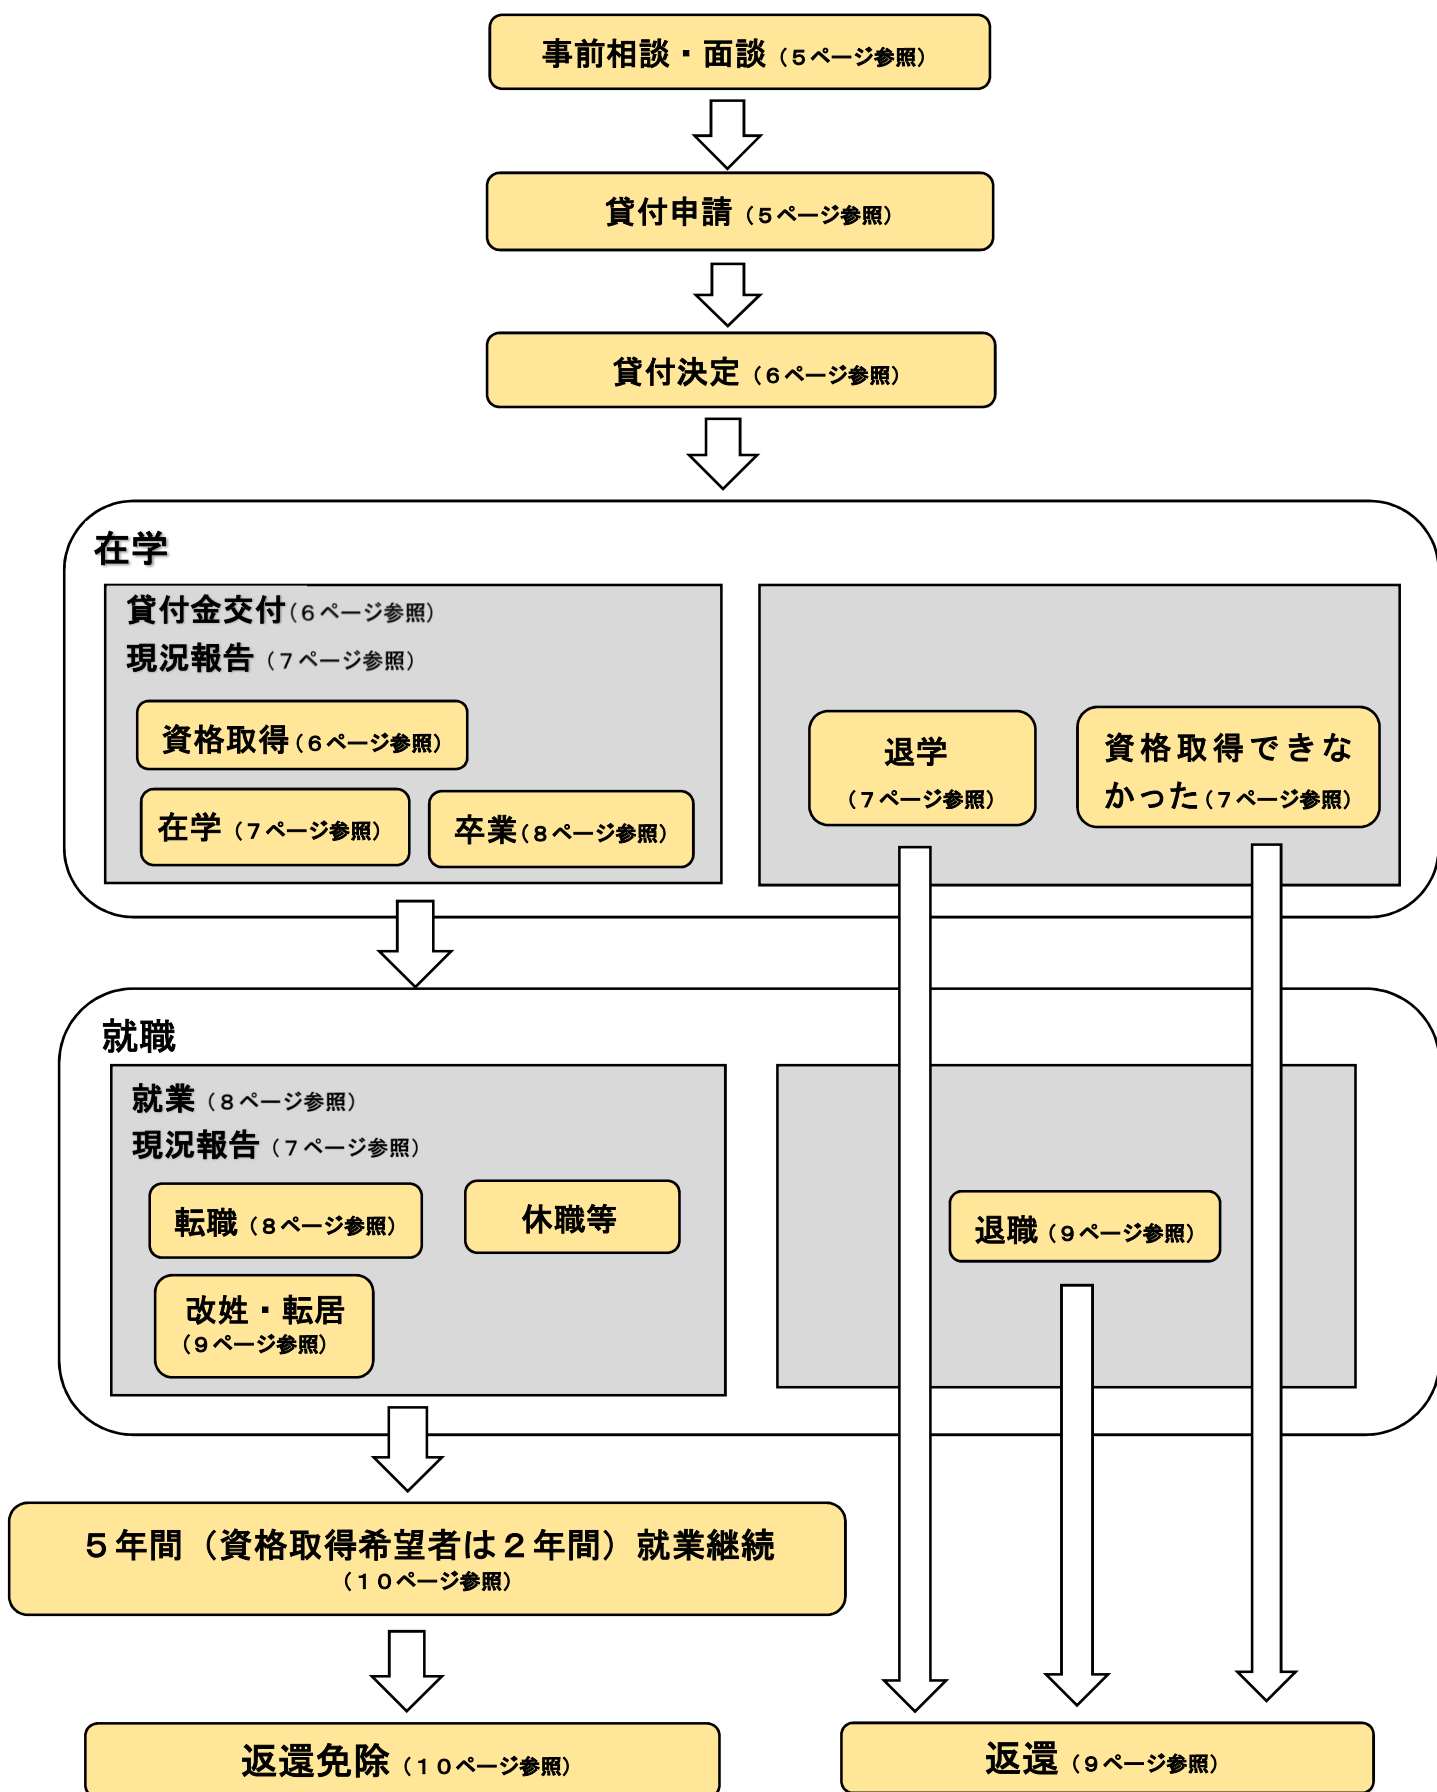 事前相談・面談（５ページ参照）
貸付申請（５ページ参照）
貸付決定（６ページ参照）
在学
貸付金交付（６ページ参照）
現況報告（７ページ参照）
資格取得（６ページ参照）
在学（７ページ参照）
卒業（８ページ参照）
退学
（７ページ参照）
資格取得できな
かった（７ページ参照）
就職
就業（８ページ参照）
現況報告（７ページ参照）
転職（８ページ参照）
休職等
改姓・転居
（９ページ参照）
退職（９ページ参照）
５年間（資格取得希望者は２年間）就業継続
（１０ページ参照）
返還免除（１０ページ参照）
返還（９ページ参照）